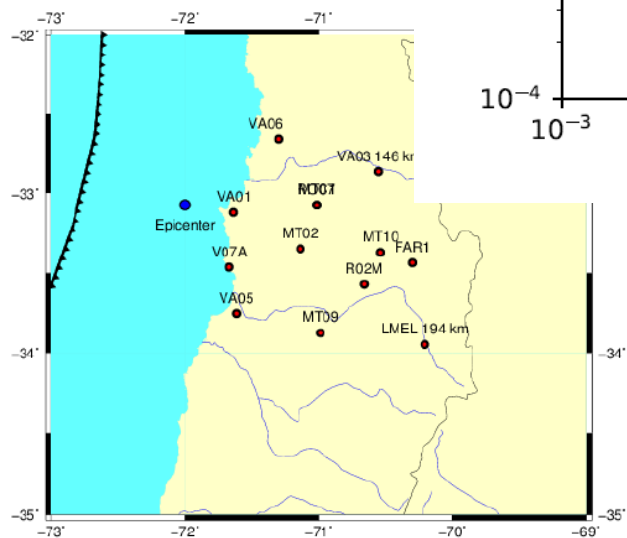 −73˚ −72˚ −71˚
−32˚
10−4
10−3
VA06
VA03 146 km
−33˚
VA01
Epicenter
MT02
MT10
FAR1
V07A
R02M
VA05
MT09
LMEL 194 km
−34˚ −34˚
−35˚ −35˚
−73˚ −72˚ −71˚ −70˚ −69˚